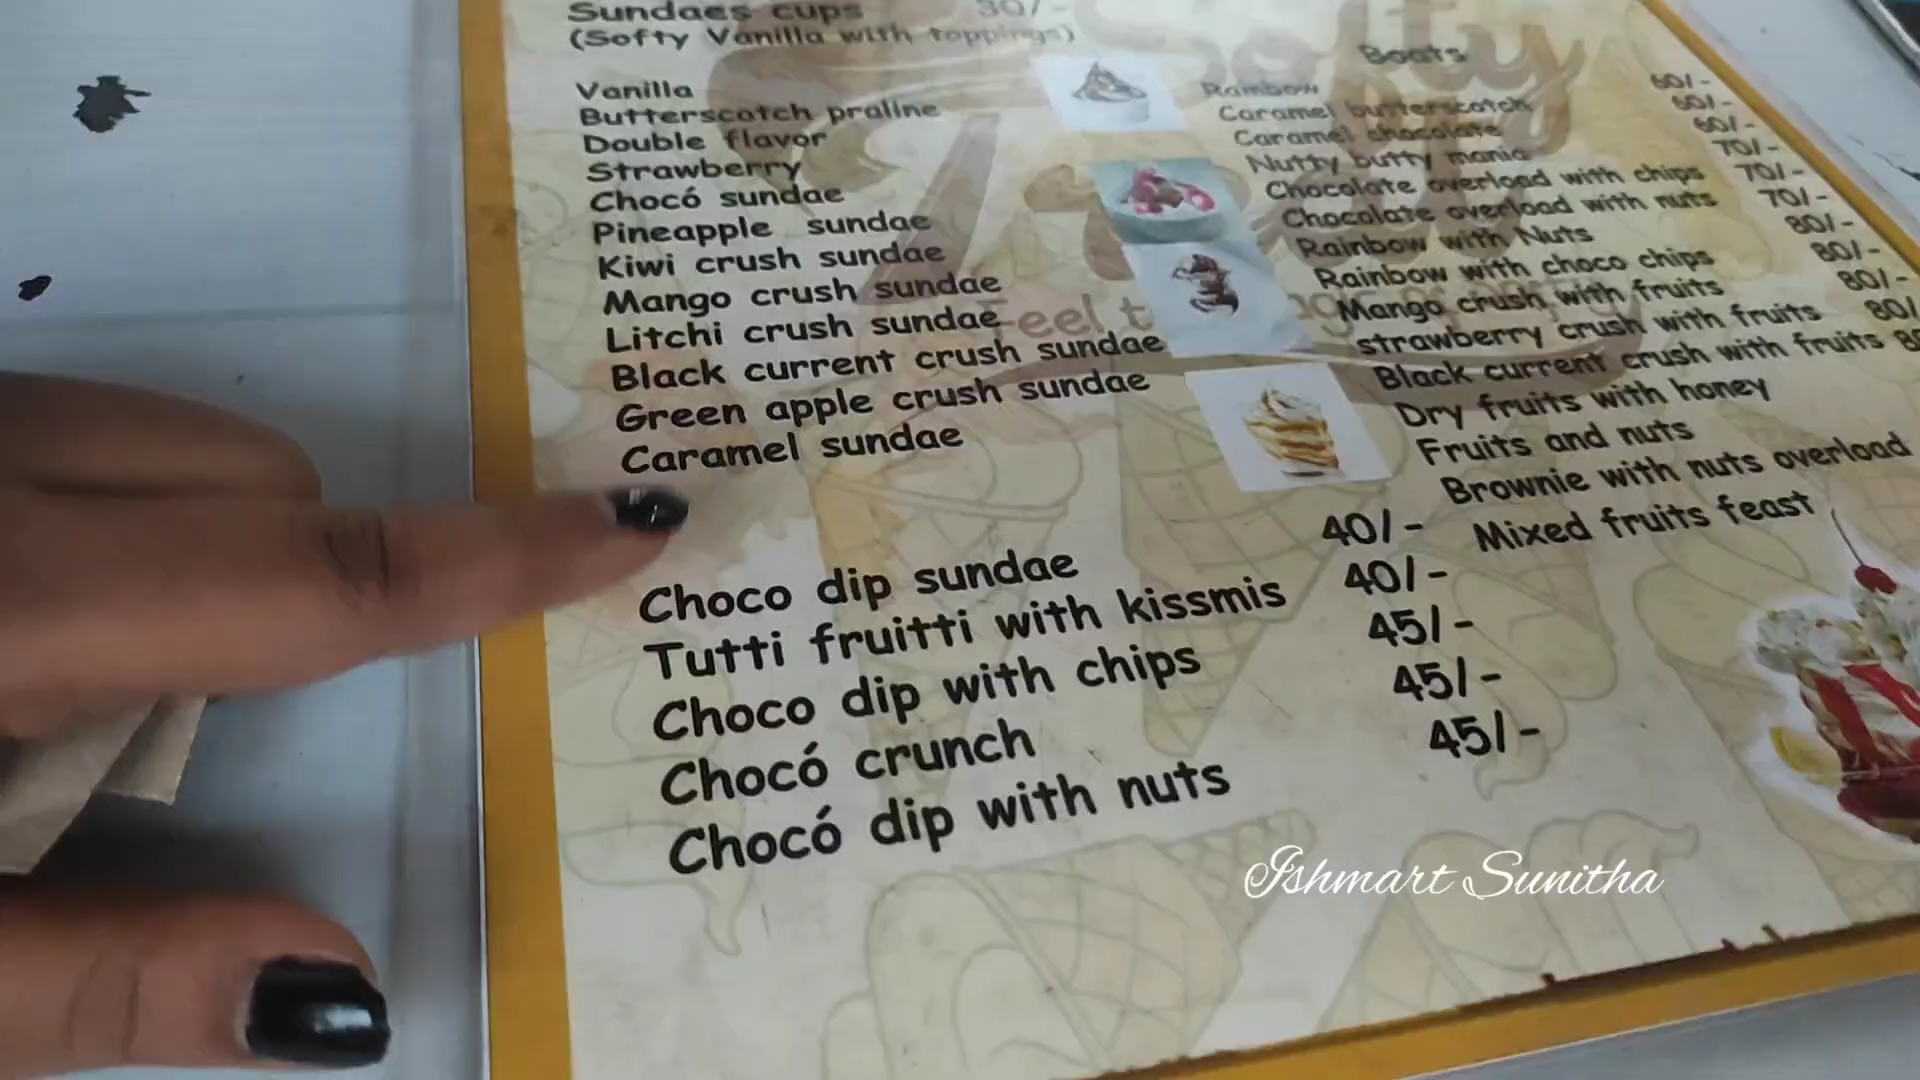 Sundaes cups 30/-
(Softy Vanilla with toppings)
Vanilla
Butterscotch praline
Double flavor
Strawberry
Chocó sundae
Pineapple sundae
Kiwi crush sundae
Mango crush sundae
Litchi crush sundae
Black current crush sundae
Green apple crush sundae
Caramel sundae
Choco dip sundae 40/-
Tutti fruitti with kissmis 40/-
Choco dip with chips 45/-
Chocó crunch 45/-
Chocó dip with nuts 45/-
Softy
Feel t
Boats
Rainbow 60/-
Caramel butterscotch 60/-
Caramel chocolate 60/-
Nutty butty mania 70/-
Chocolate overload with chips 70/-
Chocolate overload with nuts 70/-
Rainbow with Nuts 80/-
Rainbow with choco chips 80/-
Mango crush with fruits 80/-
strawberry crush with fruits 80/
Black current crush with fruits
Dry fruits with honey
Fruits and nuts
Brownie with nuts overload
Mixed fruits feast
Ishmart Sunitha